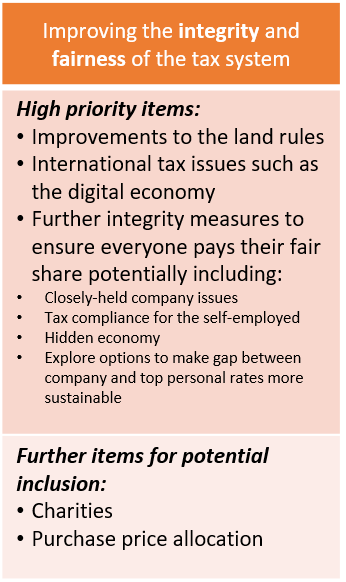 Improving the integrity and
fairness of the tax system
High priority items:
• Improvements to the land rules
• International tax issues such as
the digital economy
• Further integrity measures to
ensure everyone pays their fair
share potentially including:
• Closely-held company issues
• Tax compliance for the self-employed
• Hidden economy
• Explore options to make gap between
company and top personal rates more
sustainable
Further items for potential
inclusion:
• Charities
• Purchase price allocation